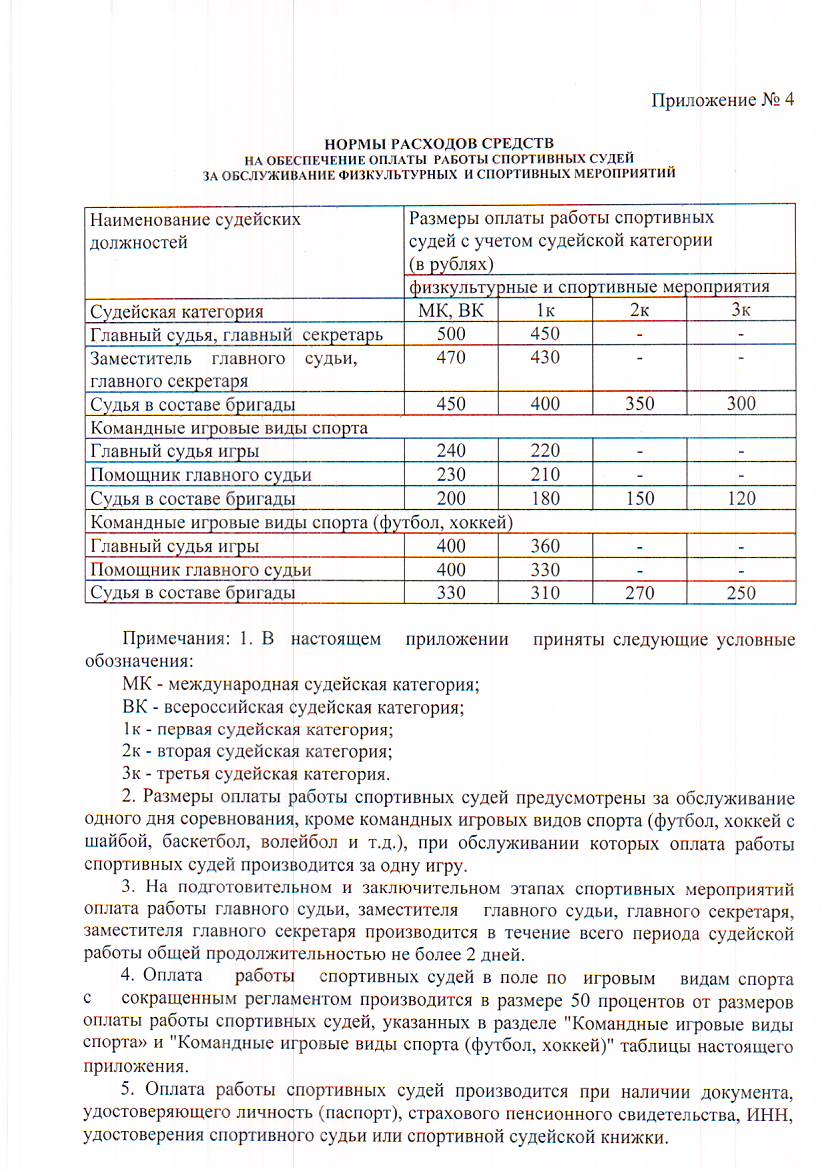 Приложение № 4
НОРМЫ РАСХОДОВ СРЕДСТВ
НА ОБЕСПЕЧЕНИЕ ОПЛАТЫ РАБОТЫ СПОРТИВНЫХ СУДЕЙ
ЗА ОБСЛУЖИВАНИЕ ФИЗКУЛЬТУРНЫХ И СПОРТИВНЫХ МЕРОПРИЯТИЙ
Наименование судейских
должностей
Размеры оплаты работы спортивных
судей с учетом судейской категории
(в рублях)
физкультурные и спортивные мероприятия
Судейская категория МК, ВК 1к 2к 3к
Главный судья, главный секретарь 500 450 - -
Заместитель главного судьи, 470 430 - -
главного секретаря
Судья в составе бригады 450 400 350 300
Командные игровые виды спорта
Главный судья игры 240 220 - -
Помощник главного судьи 230 210 - -
Судья в составе бригады 200 180 150 120
Командные игровые виды спорта (футбол, хоккей)
Главный судья игры 400 360 - -
Помощник главного судьи 400 330 - -
Судья в составе бригады 330 310 270 250
Примечания: 1. В настоящем приложении приняты следующие условные
обозначения:
МК - международная судейская категория;
ВК - всероссийская судейская категория;
1к - первая судейская категория;
2к - вторая судейская категория;
3к - третья судейская категория.
2. Размеры оплаты работы спортивных судей предусмотрены за обслуживание
одного дня соревнования, кроме командных игровых видов спорта (футбол, хоккей с
шайбой, баскетбол, волейбол и т.д.), при обслуживании которых оплата работы
спортивных судей производится за одну игру.
3. На подготовительном и заключительном этапах спортивных мероприятий
оплата работы главного судьи, заместителя главного судьи, главного секретаря,
заместителя главного секретаря производится в течение всего периода судейской
работы общей продолжительностью не более 2 дней.
4. Оплата работы спортивных судей в поле по игровым видам спорта
с сокращенным регламентом производится в размере 50 процентов от размеров
оплаты работы спортивных судей, указанных в разделе "Командные игровые виды
спорта» и "Командные игровые виды спорта (футбол, хоккей)" таблицы настоящего
приложения.
5. Оплата работы спортивных судей производится при наличии документа,
удостоверяющего личность (паспорт), страхового пенсионного свидетельства, ИНН,
удостоверения спортивного судьи или спортивной судейской книжки.